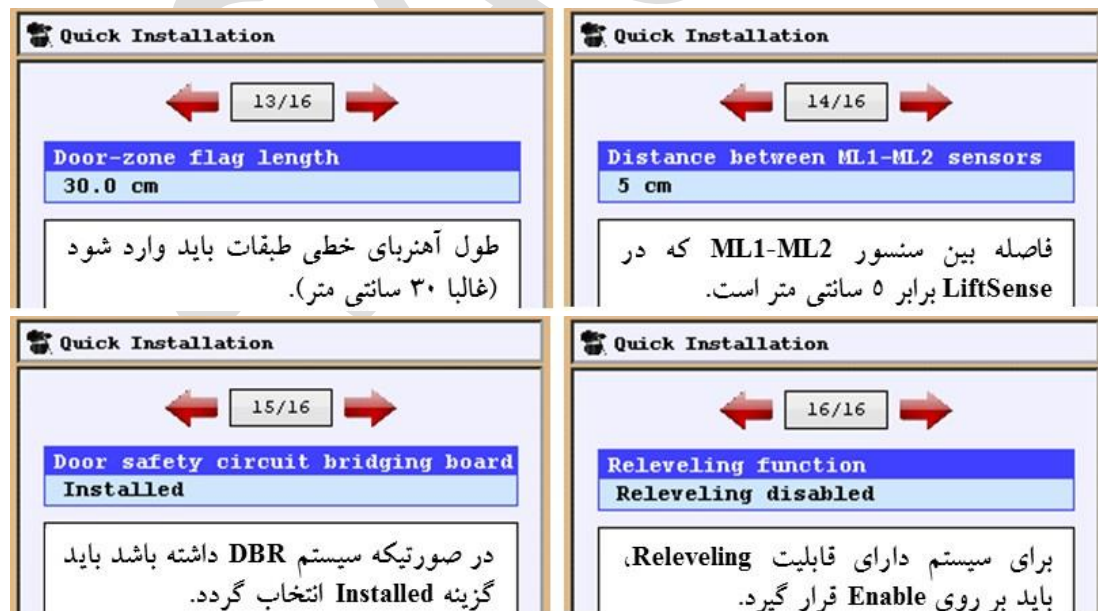 Quick Installation
13/16
Door-zone flag length
30.0 cm
طول آهنربای خطی طبقات باید وارد شود
(غالبا ۳۰ سانتی متر).
Quick Installation
14/16
Distance between ML1-ML2 sensors
5 cm
فاصله بین سنسور ML1-ML2 که در
LiftSense برابر ۵ سانتی متر است.
Quick Installation
15/16
Door safety circuit bridging board
Installed
در صورتیکه سیستم DBR داشته باشد باید
گزینه Installed انتخاب گردد.
Quick Installation
16/16
Releveling function
Releveling disabled
برای سیستم دارای قابلیت Releveling،
باید بر روی Enable قرار گیرد.